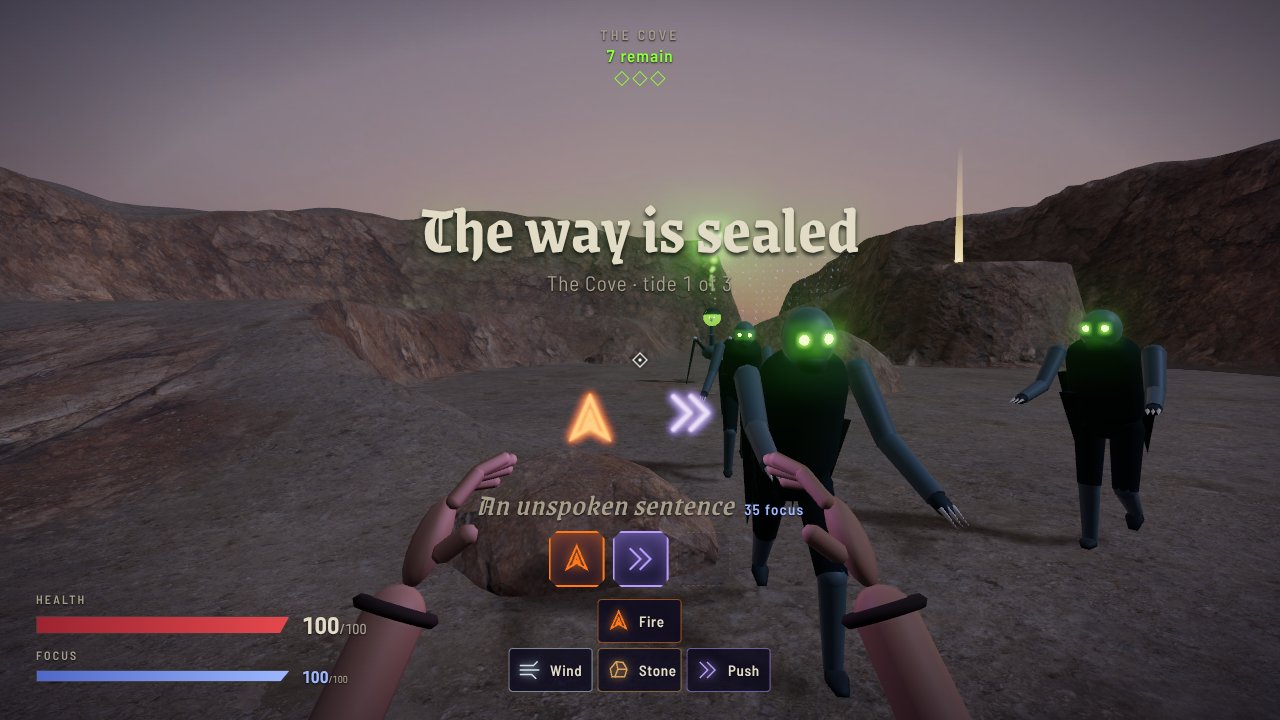 THE COVE
7 remain
The way is sealed
The Cove · tide 1 of 3
An unspoken sentence 35 focus
HEALTH
100/100
FOCUS
100/100
Fire
Wind
Stone
Push